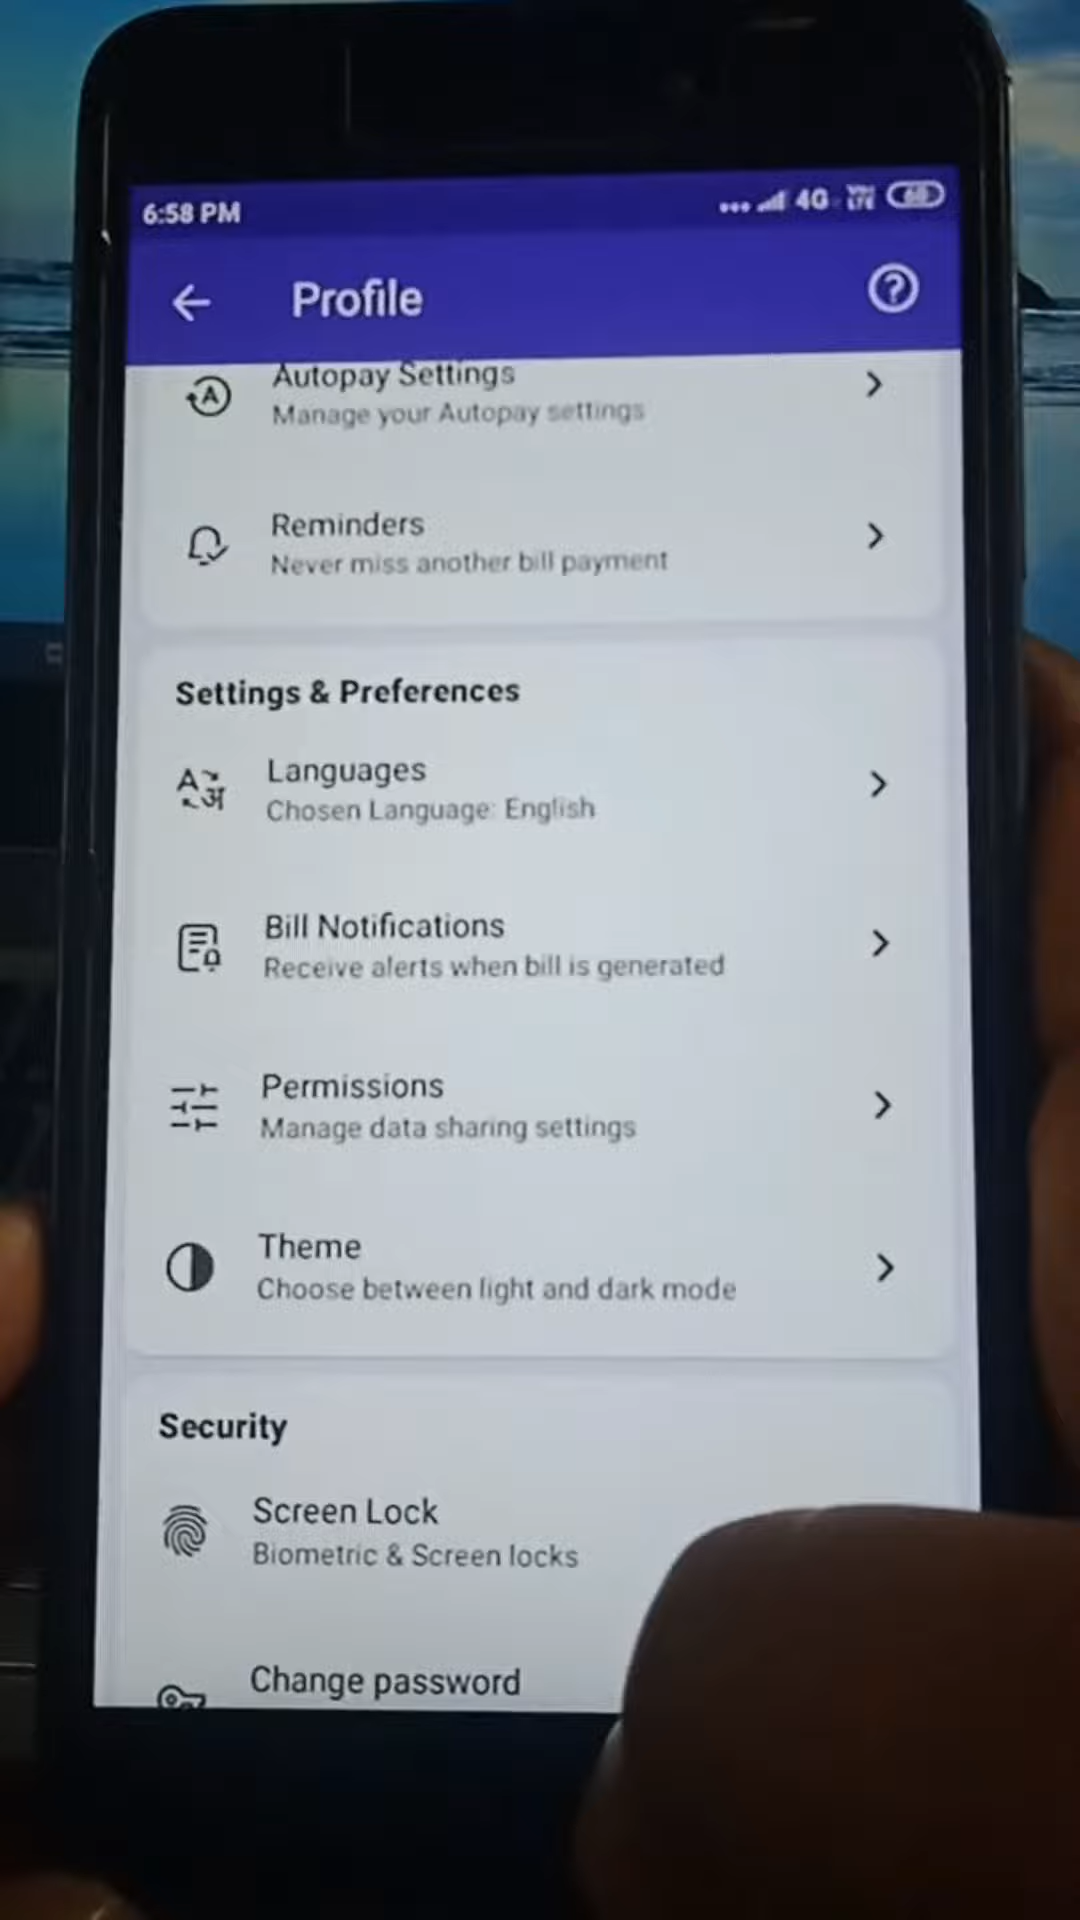 6:58 PM
4G
Profile
Autopay Settings
Manage your Autopay settings
Reminders
Never miss another bill payment
Settings & Preferences
Languages
Chosen Language: English
Bill Notifications
Receive alerts when bill is generated
Permissions
Manage data sharing settings
Theme
Choose between light and dark mode
Security
Screen Lock
Biometric & Screen locks
Change password